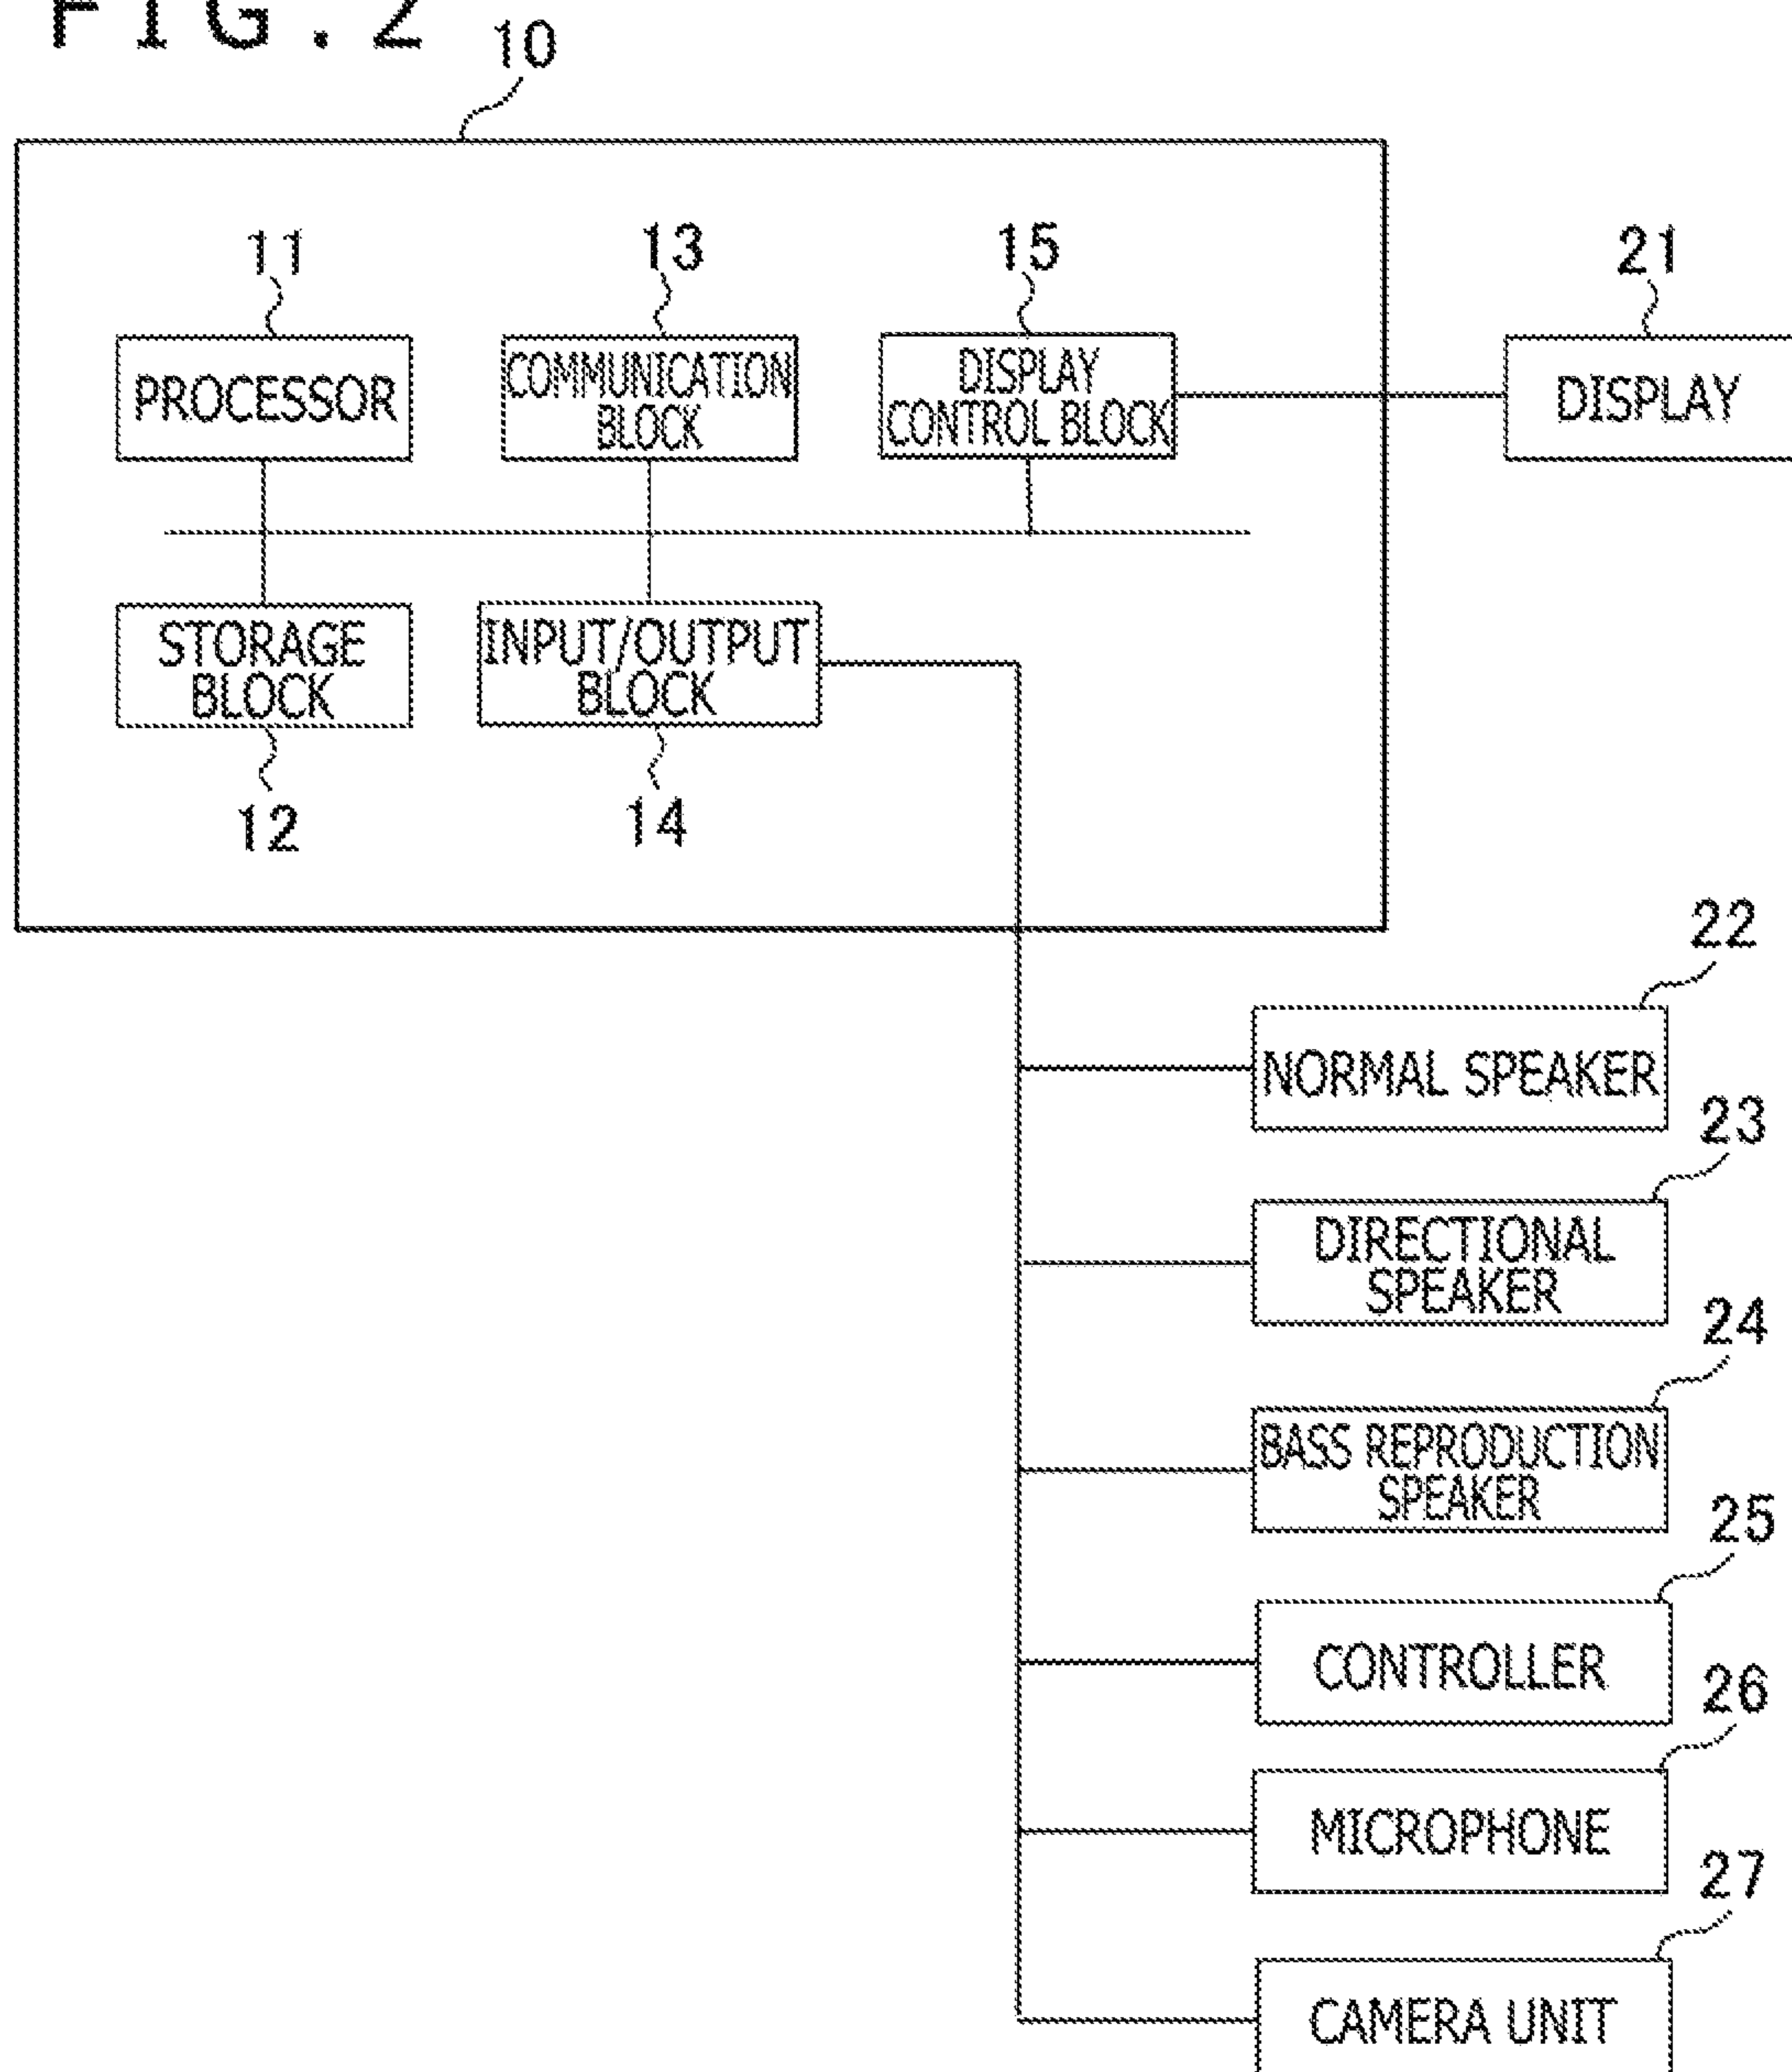 FIG.2
10
11
13
15
21
PROCESSOR
COMMUNICATION
BLOCK
DISPLAY
CONTROL BLOCK
DISPLAY
STORAGE
BLOCK
INPUT/OUTPUT
BLOCK
12
14
22
NORMAL SPEAKER
23
DIRECTIONAL
SPEAKER
24
BASS REPRODUCTION
SPEAKER
25
CONTROLLER
26
MICROPHONE
27
CAMERA UNIT